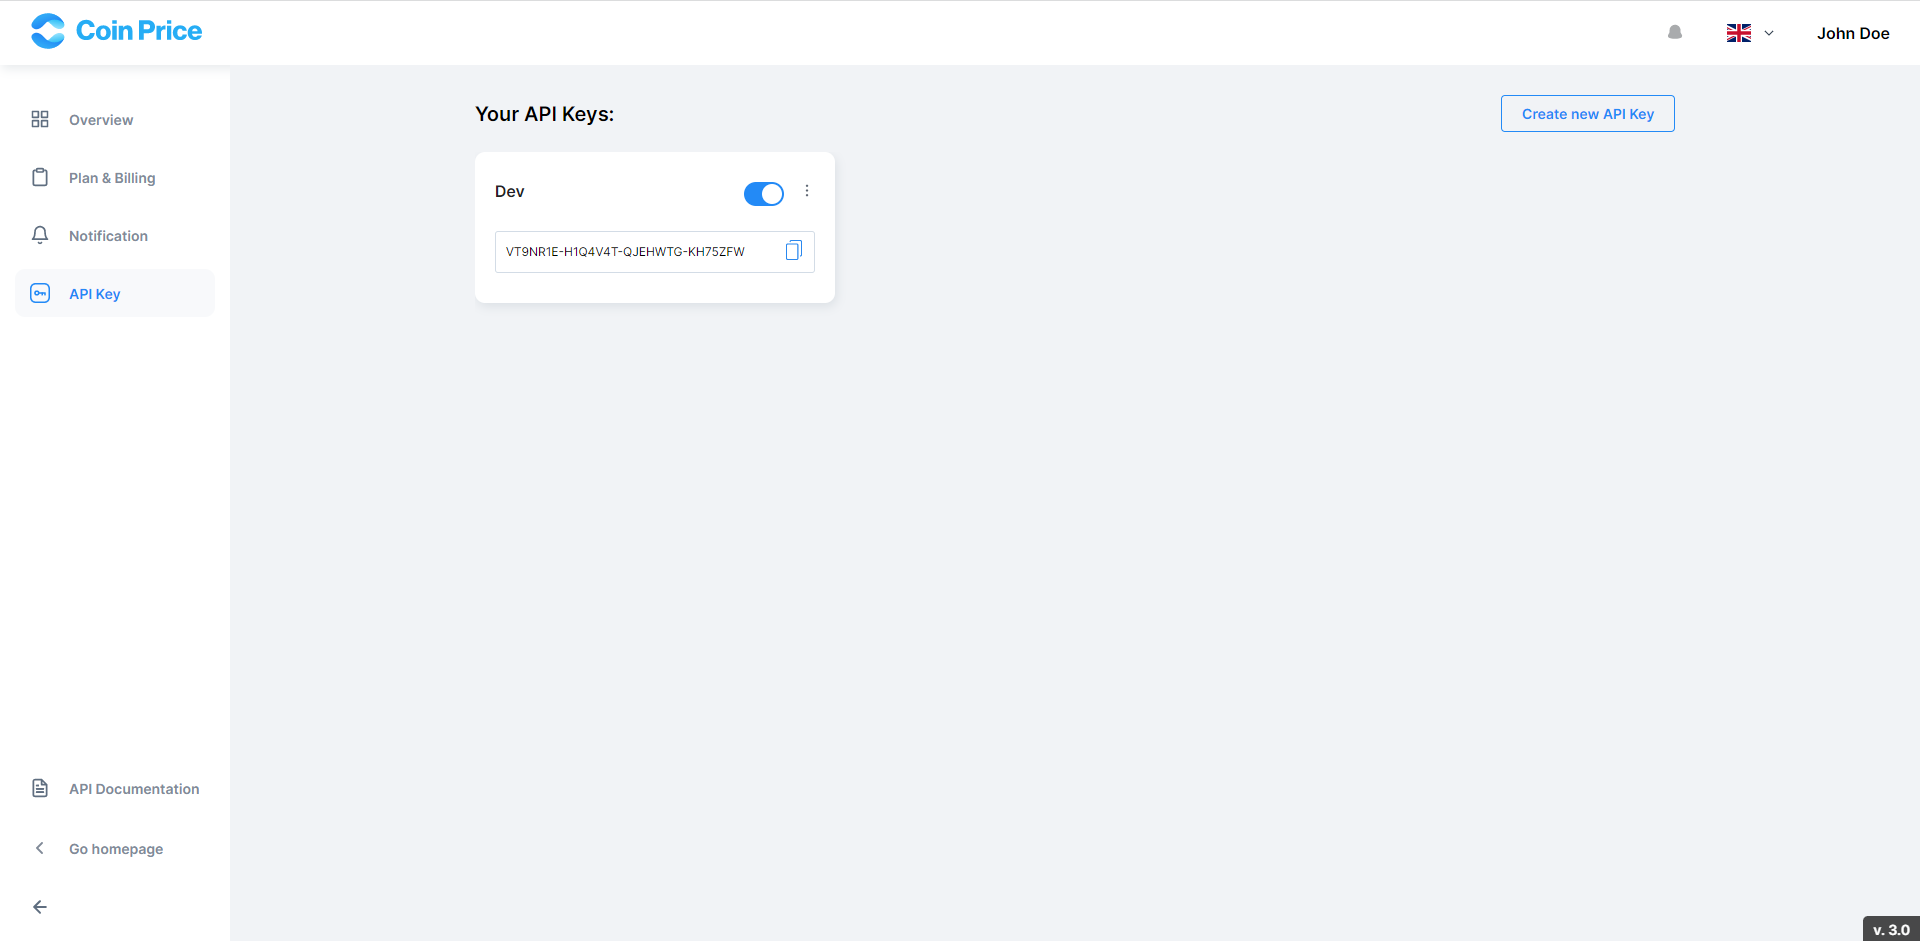 Coin Price
John Doe
Overview
Plan & Billing
Notification
API Key
API Documentation
Go homepage
Your API Keys:
Create new API Key
Dev
VT9NR1E-H1Q4V4T-QJEHWTG-KH75ZFW
v. 3.0